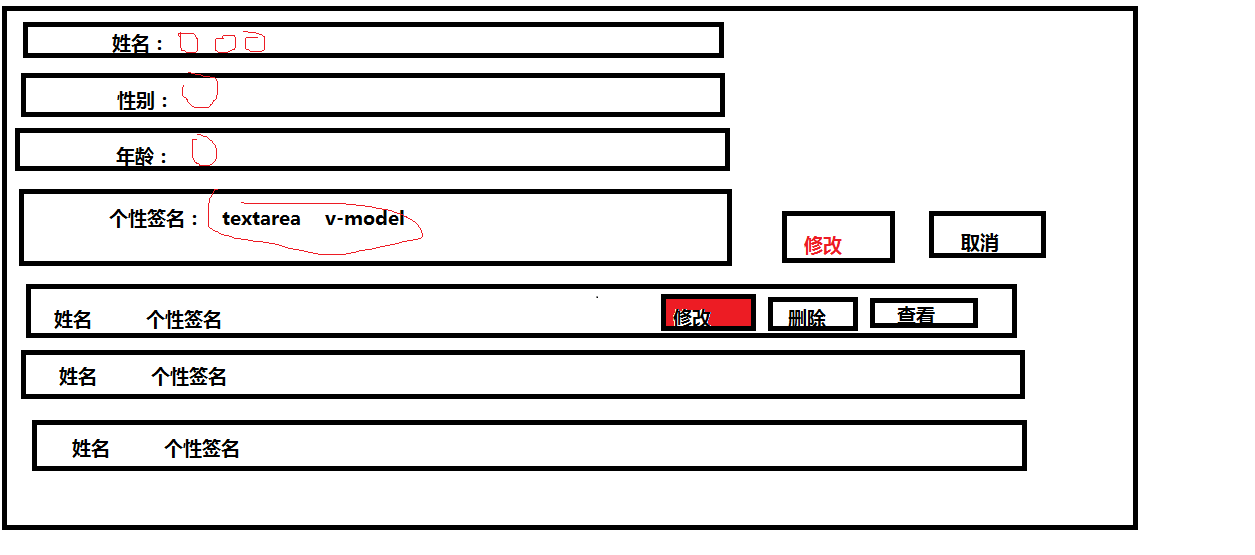 姓名：
性别：
年龄：
个性签名： textarea v-model
修改 取消
姓名 个性签名 修改 删除 查看
姓名 个性签名
姓名 个性签名